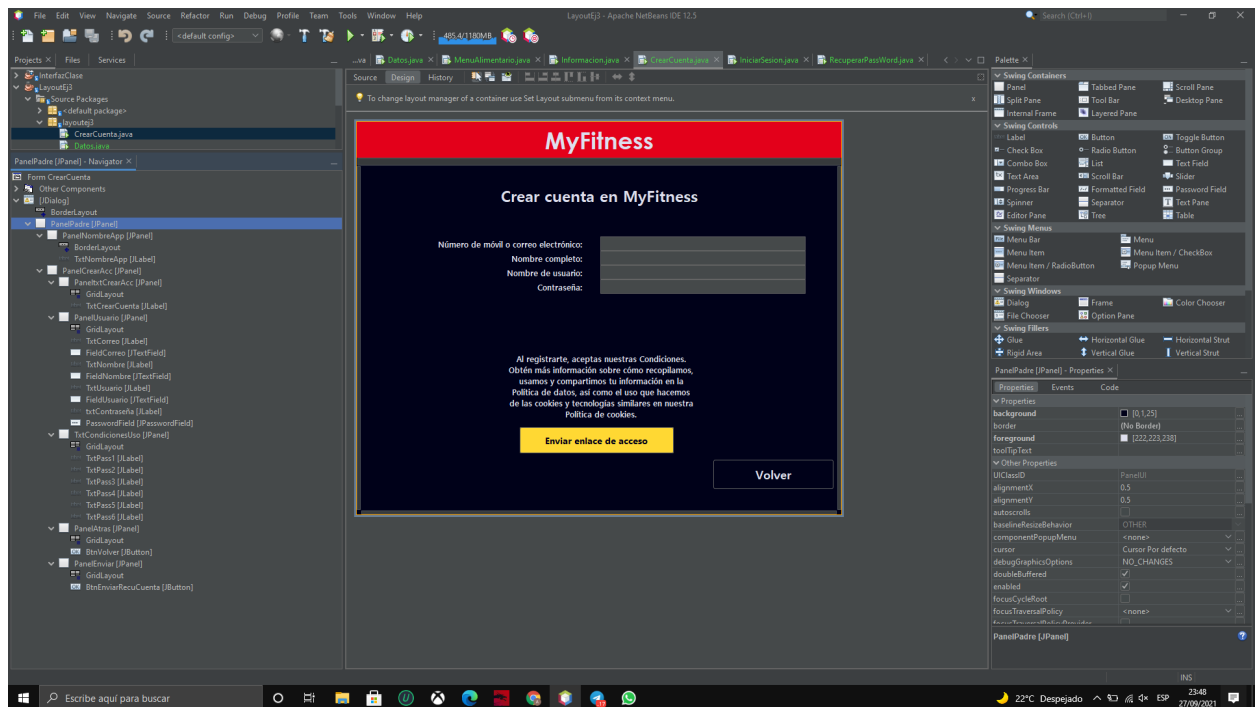 File Edit View Navigate Source Refactor Run Debug Profile Team Tools Window Help
LayoutEj3 - Apache NetBeans IDE 12.5
Search (Ctrl+I)
<default config>
485.4/1180MB
Projects Files Services
InterfazClase
LayoutEj3
Source Packages
<default package>
layoutej3
CrearCuenta.java
Datos.java
PanelPadre [JPanel] - Navigator
Form CrearCuenta
Other Components
[JDialog]
BorderLayout
PanelPadre [JPanel]
PanelNombreApp [JPanel]
BorderLayout
TxtNombreApp [JLabel]
PanelCrearAcc [JPanel]
PaneltxtCrearAcc [JPanel]
GridLayout
TxtCrearCuenta [JLabel]
PanelUsuario [JPanel]
GridLayout
TxtCorreo [JLabel]
FieldCorreo [JTextField]
TxtNombre [JLabel]
FieldNombre [JTextField]
TxtUsuario [JLabel]
FieldUsuario [JTextField]
txtContraseña [JLabel]
PasswordField [JPasswordField]
TxtCondicionesUso [JPanel]
GridLayout
TxtPass1 [JLabel]
TxtPass2 [JLabel]
TxtPass3 [JLabel]
TxtPass4 [JLabel]
TxtPass5 [JLabel]
TxtPass6 [JLabel]
PanelAtras [JPanel]
GridLayout
BtnVolver [JButton]
PanelEnviar [JPanel]
GridLayout
BtnEnviarRecuCuenta [JButton]
...va Datos.java MenuAlimentario.java Informacion.java CrearCuenta.java IniciarSesion.java RecuperarPassWord.java
Source Design History
To change layout manager of a container use Set Layout submenu from its context menu.
x
MyFitness
Crear cuenta en MyFitness
Número de móvil o correo electrónico:
Nombre completo:
Nombre de usuario:
Contraseña:
Al registrarte, aceptas nuestras Condiciones.
Obtén más información sobre cómo recopilamos,
usamos y compartimos tu información en la
Política de datos, así como el uso que hacemos
de las cookies y tecnologías similares en nuestra
Política de cookies.
Enviar enlace de acceso
Volver
Palette
Swing Containers
Panel Tabbed Pane Scroll Pane
Split Pane Tool Bar Desktop Pane
Internal Frame Layered Pane
Swing Controls
Label Button Toggle Button
Check Box Radio Button Button Group
Combo Box List Text Field
Text Area Scroll Bar Slider
Progress Bar Formatted Field Password Field
Spinner Separator Text Pane
Editor Pane Tree Table
Swing Menus
Menu Bar Menu
Menu Item Menu Item / CheckBox
Menu Item / RadioButton Popup Menu
Separator
Swing Windows
Dialog Frame Color Chooser
File Chooser Option Pane
Swing Fillers
Glue Horizontal Glue Horizontal Strut
Rigid Area Vertical Glue Vertical Strut
PanelPadre [JPanel] - Properties
Properties Events Code
Properties
background [0,1,25]
border (No Border)
foreground [222,223,238]
toolTipText
Other Properties
UIClassID PanelUI
alignmentX 0.5
alignmentY 0.5
autoscrolls
baselineResizeBehavior OTHER
componentPopupMenu <none>
cursor Cursor Por defecto
debugGraphicsOptions NO_CHANGES
doubleBuffered
enabled
focusCycleRoot
focusTraversalPolicy <none>
focusTraversalPolicyProvider
PanelPadre [JPanel]
INS
Escribe aquí para buscar
22°C Despejado
ESP
23:48
27/09/2021